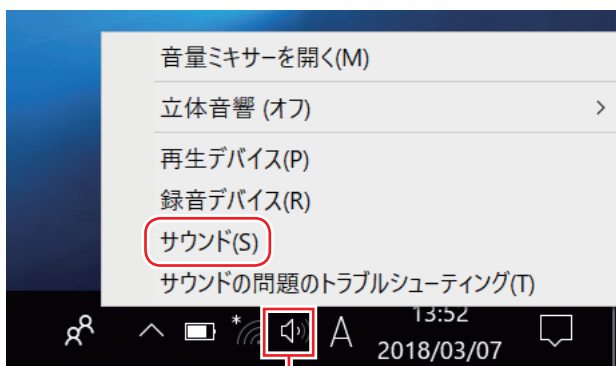 音量ミキサーを開く(M)
立体音響 (オフ)
再生デバイス(P)
録音デバイス(R)
サウンド(S)
サウンドの問題のトラブルシューティング(T)
A
13:52
2018/03/07